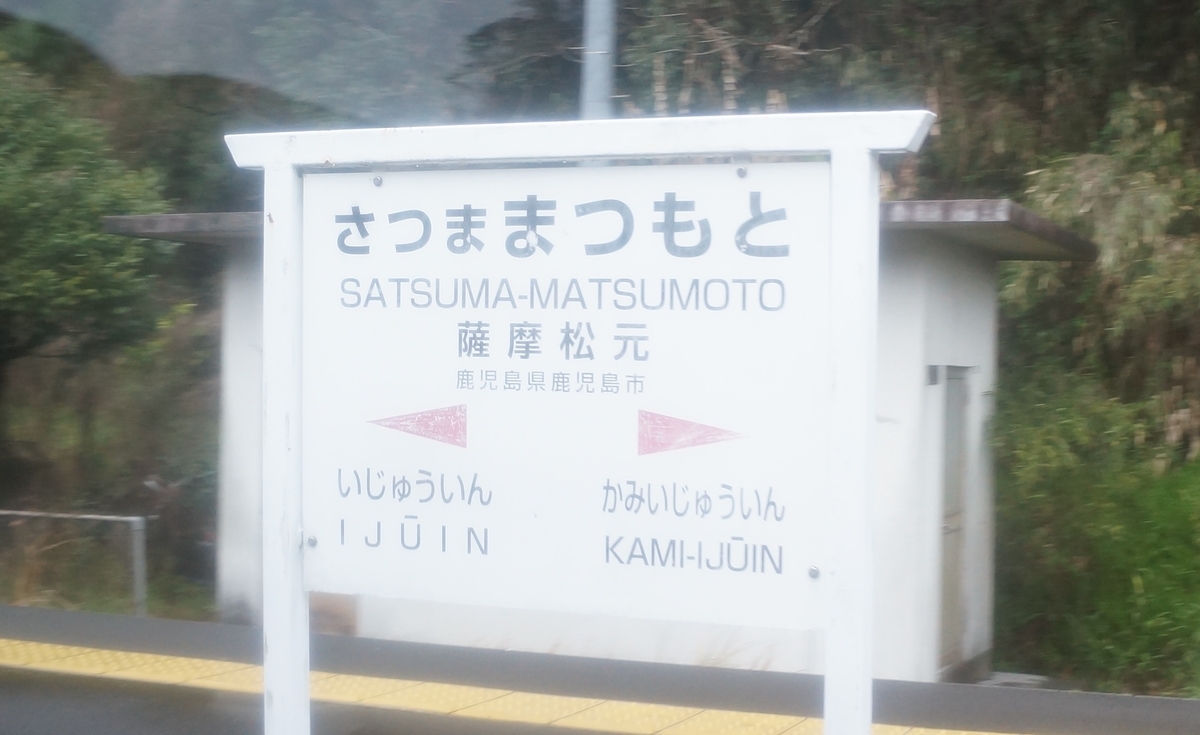 さつままつもと
SATSUMA-MATSUMOTO
薩摩松元
鹿児島県鹿児島市
いじゅういん
IJŪIN
かみいじゅういん
KAMI-IJŪIN